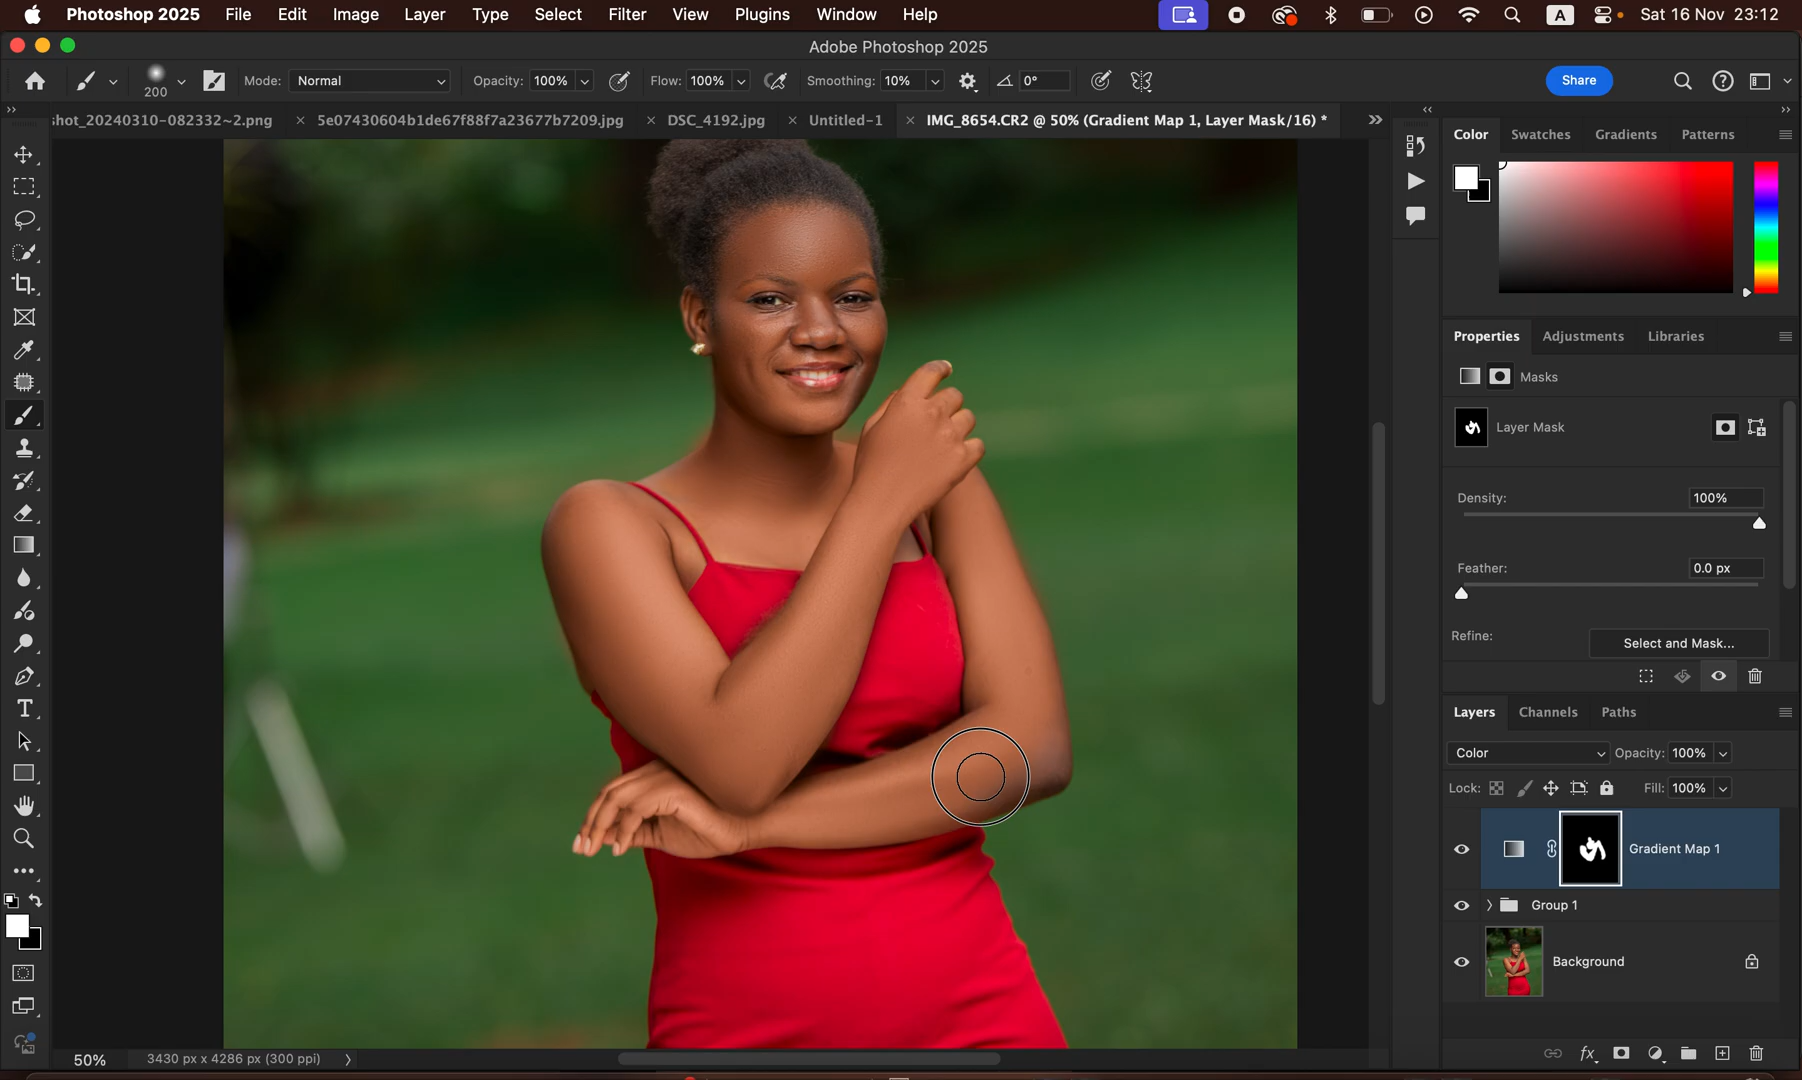 Photoshop 2025 File Edit Image Layer Type Select Filter View Plugins Window Help A Sat 16 Nov 23:12
Adobe Photoshop 2025
200 Mode: Normal Opacity: 100% Flow: 100% Smoothing: 10% 0° Share
shot_20240310-082332~2.png × 5e07430604b1de67f88f7a23677b7209.jpg × DSC_4192.jpg × Untitled-1 × IMG_8654.CR2 @ 50% (Gradient Map 1, Layer Mask/16) *
Color Swatches Gradients Patterns
Properties Adjustments Libraries
Masks
Layer Mask
Density: 100%
Feather: 0.0 px
Refine: Select and Mask...
Layers Channels Paths
Color Opacity: 100%
Lock: Fill: 100%
Gradient Map 1
Group 1
Background
fx
50% 3430 px x 4286 px (300 ppi)